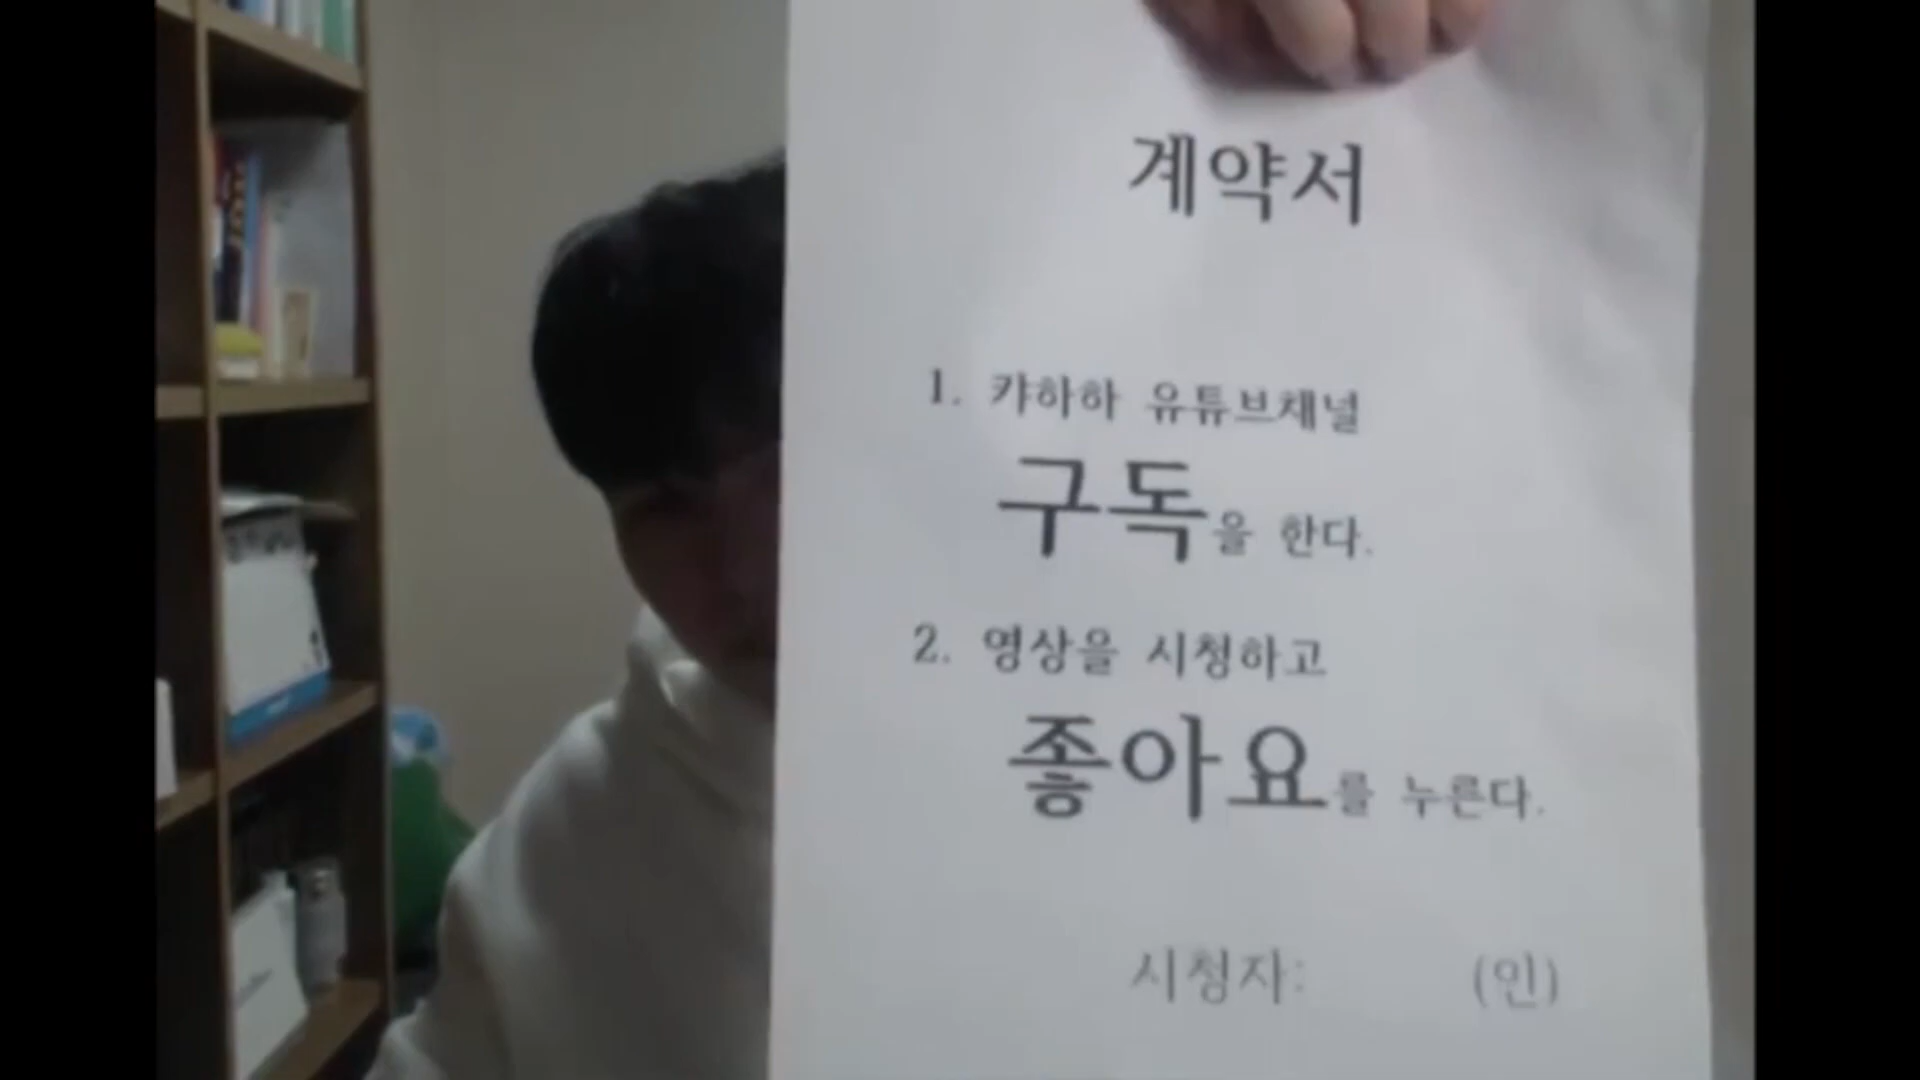 계약서
1. 캬하하 유튜브채널
구독을 한다.
2. 영상을 시청하고
좋아요를 누른다.
시청자: (인)